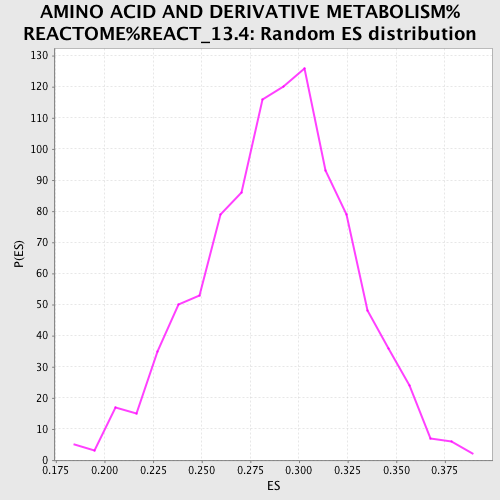 AMINO ACID AND DERIVATIVE METABOLISM%
REACTOME%REACT_13.4: Random ES distribution
130
120
110
100
90
80
70
60
50
40
30
20
10
0
P(ES)
0.175 0.200 0.225 0.250 0.275 0.300 0.325 0.350 0.375
ES